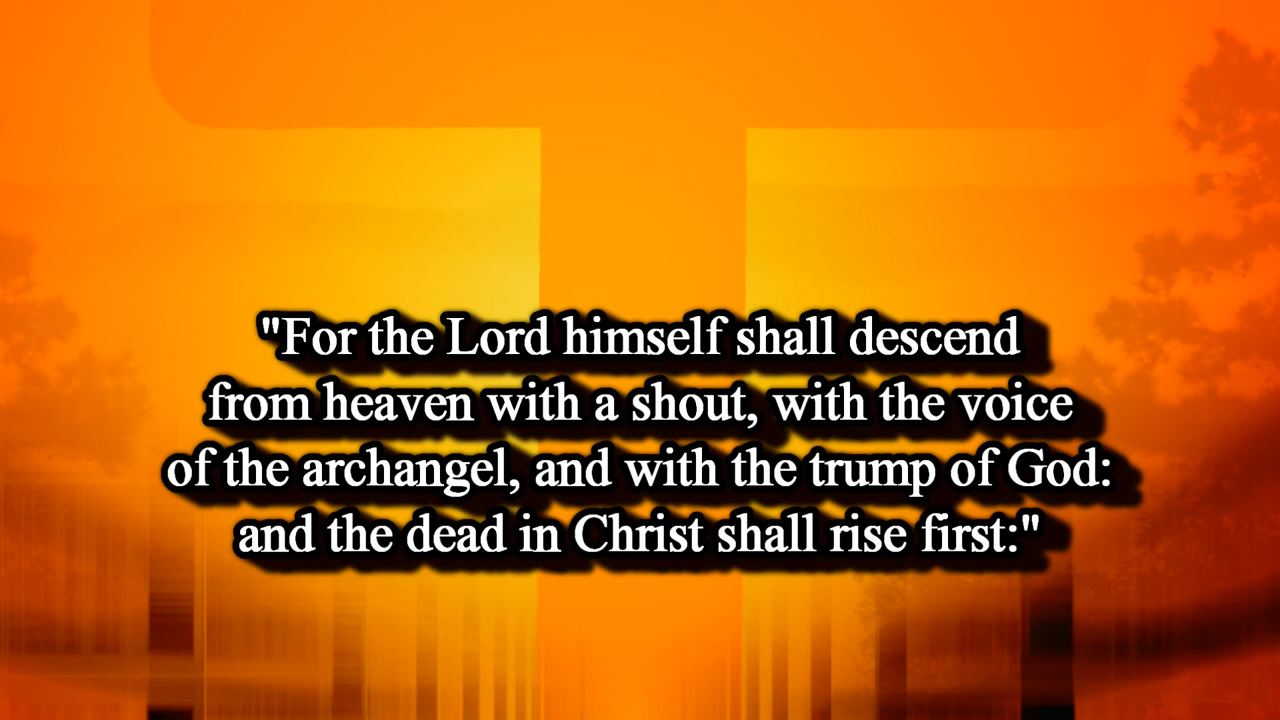 "For the Lord himself shall descend
from heaven with a shout, with the voice
of the archangel, and with the trump of God:
and the dead in Christ shall rise first:"